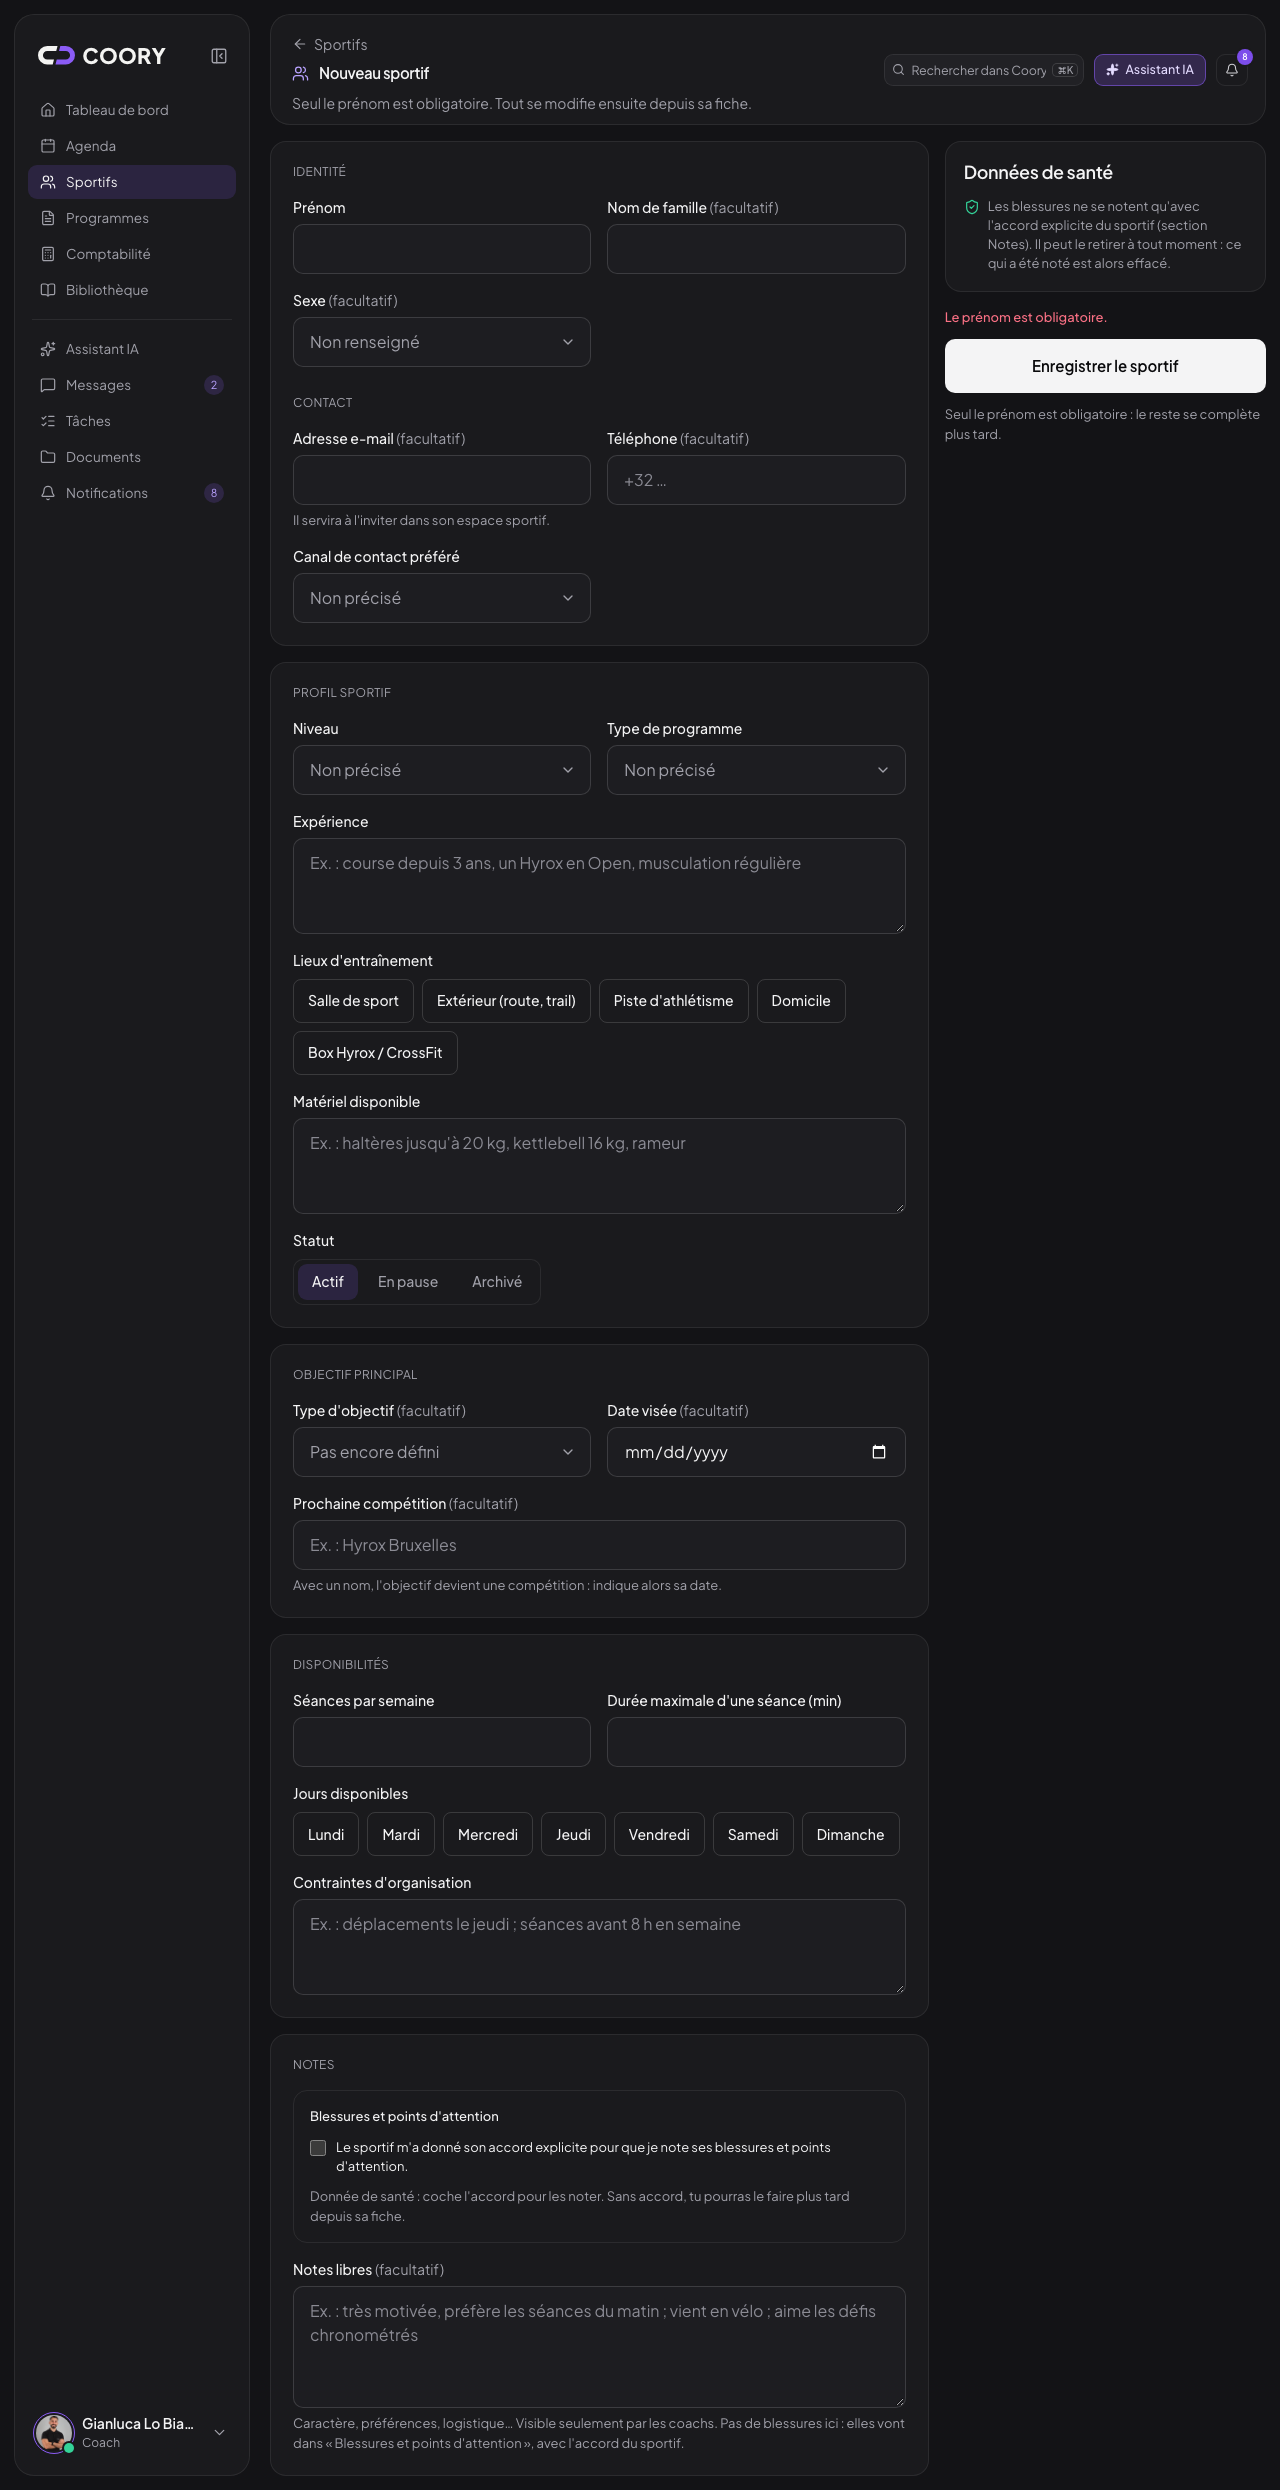 COORY
Tableau de bord
Agenda
Sportifs
Programmes
Comptabilité
Bibliothèque
Assistant IA
Messages 2
Tâches
Documents
Notifications 8
Gianluca Lo Bia…
Coach
Sportifs
Nouveau sportif
Seul le prénom est obligatoire. Tout se modifie ensuite depuis sa fiche.
Rechercher dans Coory ⌘K
Assistant IA
8
IDENTITÉ
Prénom
Nom de famille (facultatif)
Sexe (facultatif)
Non renseigné
CONTACT
Adresse e-mail (facultatif)
Téléphone (facultatif)
+32 …
Il servira à l'inviter dans son espace sportif.
Canal de contact préféré
Non précisé
PROFIL SPORTIF
Niveau
Type de programme
Non précisé
Non précisé
Expérience
Ex. : course depuis 3 ans, un Hyrox en Open, musculation régulière
Lieux d'entraînement
Salle de sport
Extérieur (route, trail)
Piste d'athlétisme
Domicile
Box Hyrox / CrossFit
Matériel disponible
Ex. : haltères jusqu'à 20 kg, kettlebell 16 kg, rameur
Statut
Actif
En pause
Archivé
OBJECTIF PRINCIPAL
Type d'objectif (facultatif)
Date visée (facultatif)
Pas encore défini
mm/dd/yyyy
Prochaine compétition (facultatif)
Ex. : Hyrox Bruxelles
Avec un nom, l'objectif devient une compétition : indique alors sa date.
DISPONIBILITÉS
Séances par semaine
Durée maximale d'une séance (min)
Jours disponibles
Lundi
Mardi
Mercredi
Jeudi
Vendredi
Samedi
Dimanche
Contraintes d'organisation
Ex. : déplacements le jeudi ; séances avant 8 h en semaine
NOTES
Blessures et points d'attention
Le sportif m'a donné son accord explicite pour que je note ses blessures et points
d'attention.
Donnée de santé : coche l'accord pour les noter. Sans accord, tu pourras le faire plus tard
depuis sa fiche.
Notes libres (facultatif)
Ex. : très motivée, préfère les séances du matin ; vient en vélo ; aime les défis
chronométrés
Caractère, préférences, logistique… Visible seulement par les coachs. Pas de blessures ici : elles vont
dans « Blessures et points d'attention », avec l'accord du sportif.
Données de santé
Les blessures ne se notent qu'avec
l'accord explicite du sportif (section
Notes). Il peut le retirer à tout moment : ce
qui a été noté est alors effacé.
Le prénom est obligatoire.
Enregistrer le sportif
Seul le prénom est obligatoire : le reste se complète
plus tard.